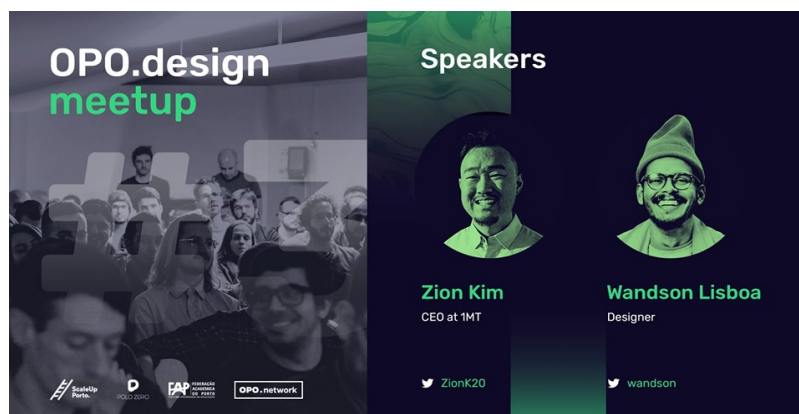 OPO.design
meetup
#3
ScaleUp
Porto.
POLO ZERO
FAP
FEDERAÇÃO
ACADÉMICA
DO PORTO
OPO.network
Speakers
Zion Kim
CEO at 1MT
ZionK20
Wandson Lisboa
Designer
wandson